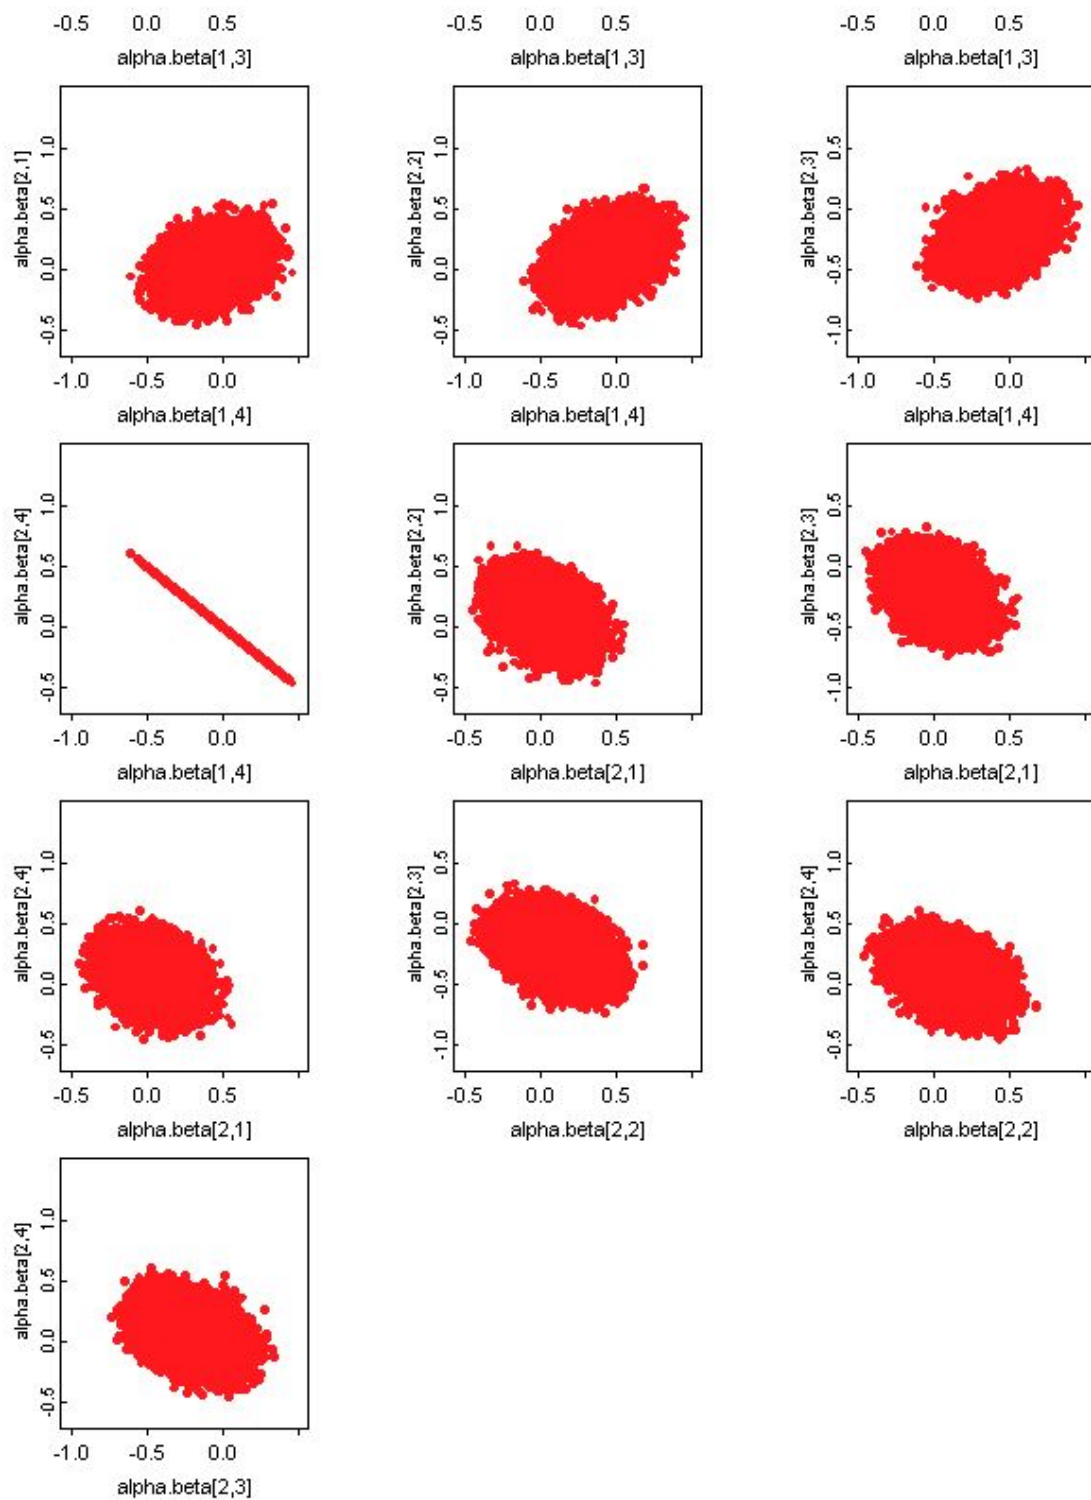 -0.5 0.0 0.5
alpha.beta[1,3]
-0.5 0.0 0.5
alpha.beta[1,3]
-0.5 0.0 0.5
alpha.beta[1,3]
alpha.beta[2,1]
-0.5 0.0 0.5 1.0
-1.0 -0.5 0.0
alpha.beta[1,4]
alpha.beta[2,2]
-0.5 0.0 0.5 1.0
-1.0 -0.5 0.0
alpha.beta[1,4]
alpha.beta[2,3]
-1.0 -0.5 0.0 0.5
-1.0 -0.5 0.0
alpha.beta[1,4]
alpha.beta[2,4]
-0.5 0.0 0.5 1.0
-1.0 -0.5 0.0
alpha.beta[1,4]
alpha.beta[2,2]
-0.5 0.0 0.5 1.0
-0.5 0.0 0.5
alpha.beta[2,1]
alpha.beta[2,3]
-1.0 -0.5 0.0 0.5
-0.5 0.0 0.5
alpha.beta[2,1]
alpha.beta[2,4]
-0.5 0.0 0.5 1.0
-0.5 0.0 0.5
alpha.beta[2,1]
alpha.beta[2,3]
-1.0 -0.5 0.0 0.5
-0.5 0.0 0.5
alpha.beta[2,2]
alpha.beta[2,4]
-0.5 0.0 0.5 1.0
-0.5 0.0 0.5
alpha.beta[2,2]
alpha.beta[2,4]
-0.5 0.0 0.5 1.0
-1.0 -0.5 0.0
alpha.beta[2,3]